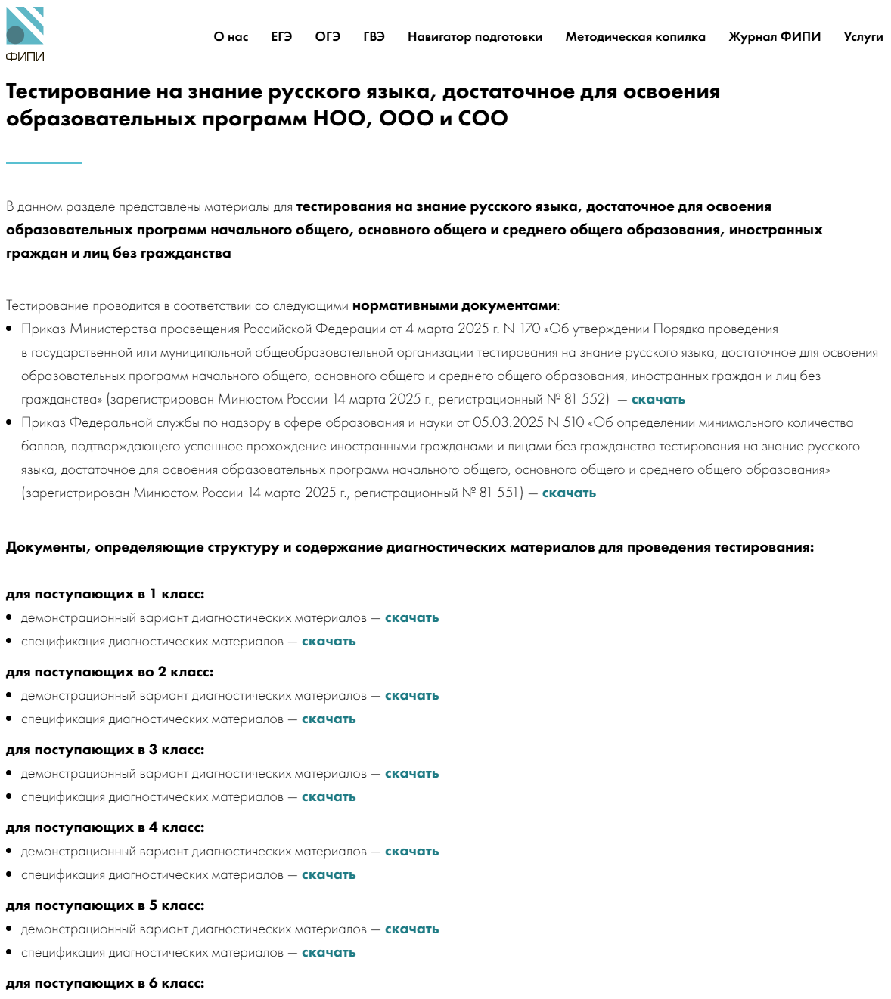 ФИПИ
О нас ЕГЭ ОГЭ ГВЭ Навигатор подготовки Методическая копилка Журнал ФИПИ Услуги
Тестирование на знание русского языка, достаточное для освоения
образовательных программ НОО, ООО и СОО
В данном разделе представлены материалы для тестирования на знание русского языка, достаточное для освоения
образовательных программ начального общего, основного общего и среднего общего образования, иностранных
граждан и лиц без гражданства
Тестирование проводится в соответствии со следующими нормативными документами:
• Приказ Министерства просвещения Российской Федерации от 4 марта 2025 г. N 170 «Об утверждении Порядка проведения
в государственной или муниципальной общеобразовательной организации тестирования на знание русского языка, достаточное для освоения
образовательных программ начального общего, основного общего и среднего общего образования, иностранных граждан и лиц без
гражданства» (зарегистрирован Минюстом России 14 марта 2025 г., регистрационный № 81 552) — скачать
• Приказ Федеральной службы по надзору в сфере образования и науки от 05.03.2025 N 510 «Об определении минимального количества
баллов, подтверждающего успешное прохождение иностранными гражданами и лицами без гражданства тестирования на знание русского
языка, достаточное для освоения образовательных программ начального общего, основного общего и среднего общего образования»
(зарегистрирован Минюстом России 14 марта 2025 г., регистрационный № 81 551) — скачать
Документы, определяющие структуру и содержание диагностических материалов для проведения тестирования:
для поступающих в 1 класс:
• демонстрационный вариант диагностических материалов — скачать
• спецификация диагностических материалов — скачать
для поступающих во 2 класс:
• демонстрационный вариант диагностических материалов — скачать
• спецификация диагностических материалов — скачать
для поступающих в 3 класс:
• демонстрационный вариант диагностических материалов — скачать
• спецификация диагностических материалов — скачать
для поступающих в 4 класс:
• демонстрационный вариант диагностических материалов — скачать
• спецификация диагностических материалов — скачать
для поступающих в 5 класс:
• демонстрационный вариант диагностических материалов — скачать
• спецификация диагностических материалов — скачать
для поступающих в 6 класс: